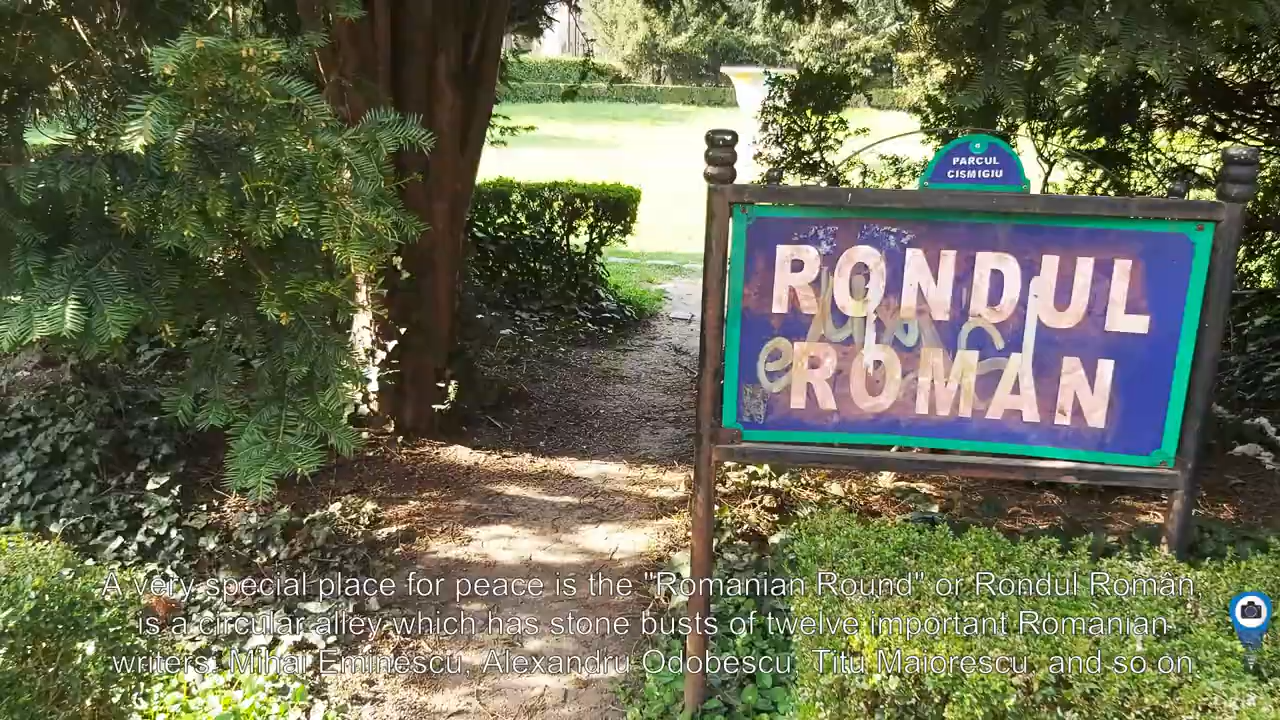 PARCUL
CISMIGIU
RONDUL
ROMAN
A very special place for peace is the "Romanian Round" or Rondul Român
is a circular alley which has stone busts of twelve important Romanian
writers: Mihai Eminescu, Alexandru Odobescu, Titu Maiorescu, and so on